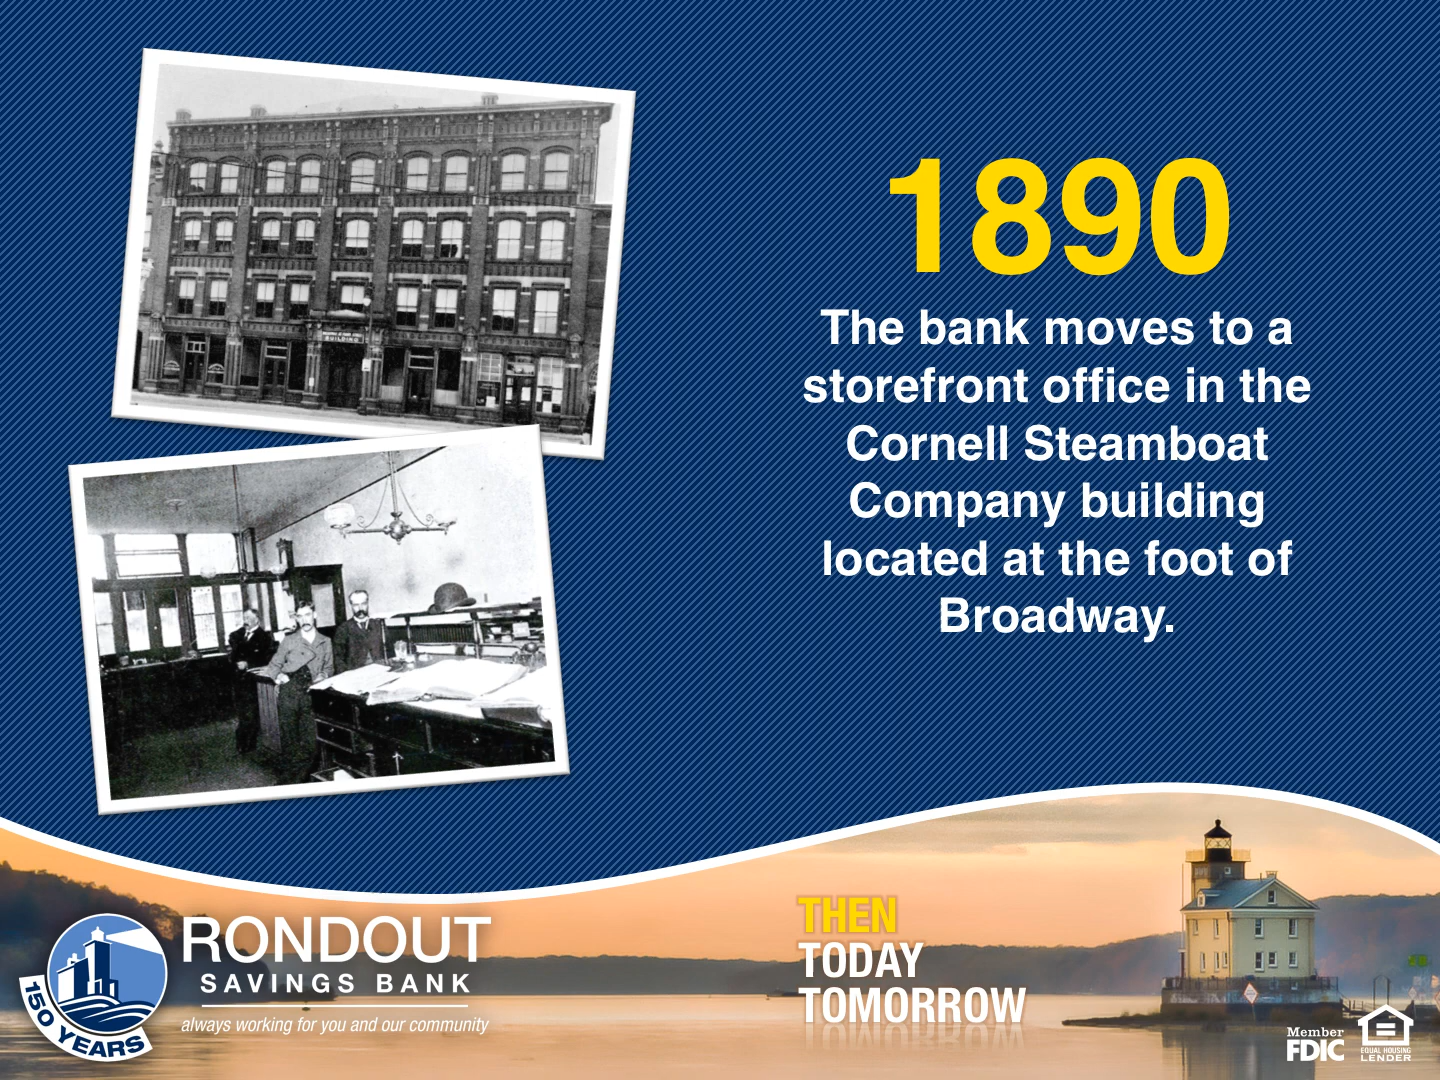 1890
The bank moves to a
storefront office in the
Cornell Steamboat
Company building
located at the foot of
Broadway.
BUILDING
150 YEARS
RONDOUT
SAVINGS BANK
always working for you and our community
THEN
TODAY
TOMORROW
Member
FDIC
EQUAL HOUSING
LENDER